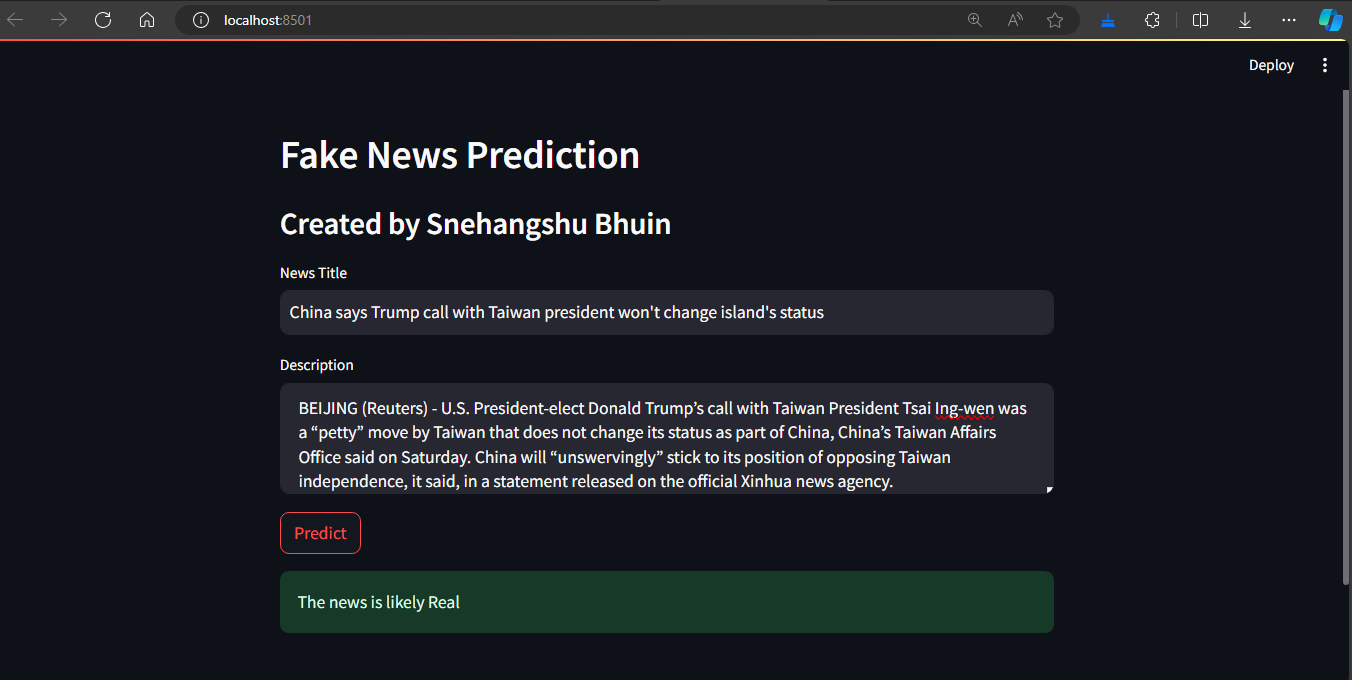 localhost:8501
Deploy
Fake News Prediction
Created by Snehangshu Bhuin
News Title
China says Trump call with Taiwan president won't change island's status
Description
BEIJING (Reuters) - U.S. President-elect Donald Trump’s call with Taiwan President Tsai Ing-wen was
a “petty” move by Taiwan that does not change its status as part of China, China’s Taiwan Affairs
Office said on Saturday. China will “unswervingly” stick to its position of opposing Taiwan
independence, it said, in a statement released on the official Xinhua news agency.
Predict
The news is likely Real